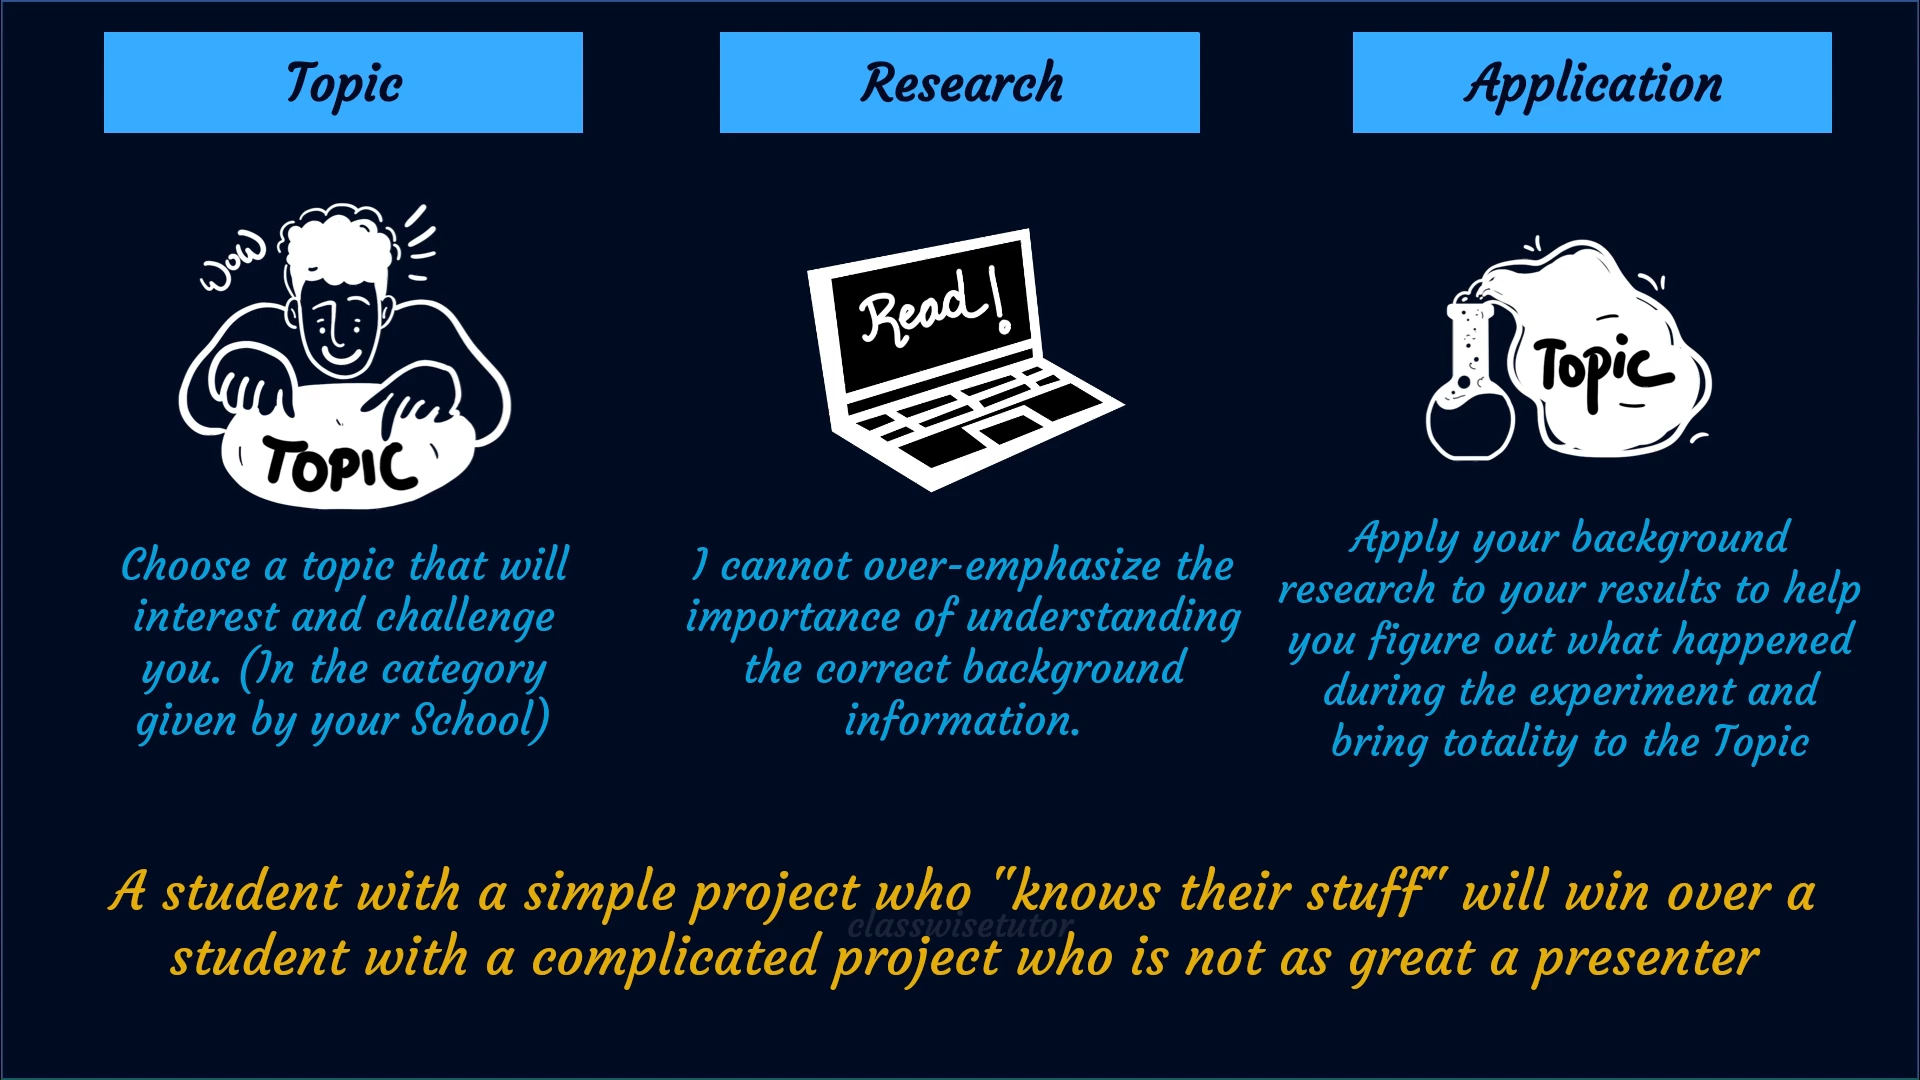 Topic
Research
Application
wow
TOPIC
Read!
Topic
Choose a topic that will
interest and challenge
you. (In the category
given by your School)
I cannot over-emphasize the
importance of understanding
the correct background
information.
Apply your background
research to your results to help
you figure out what happened
during the experiment and
bring totality to the Topic
A student with a simple project who "knows their stuff" will win over a
classwisetutor
student with a complicated project who is not as great a presenter